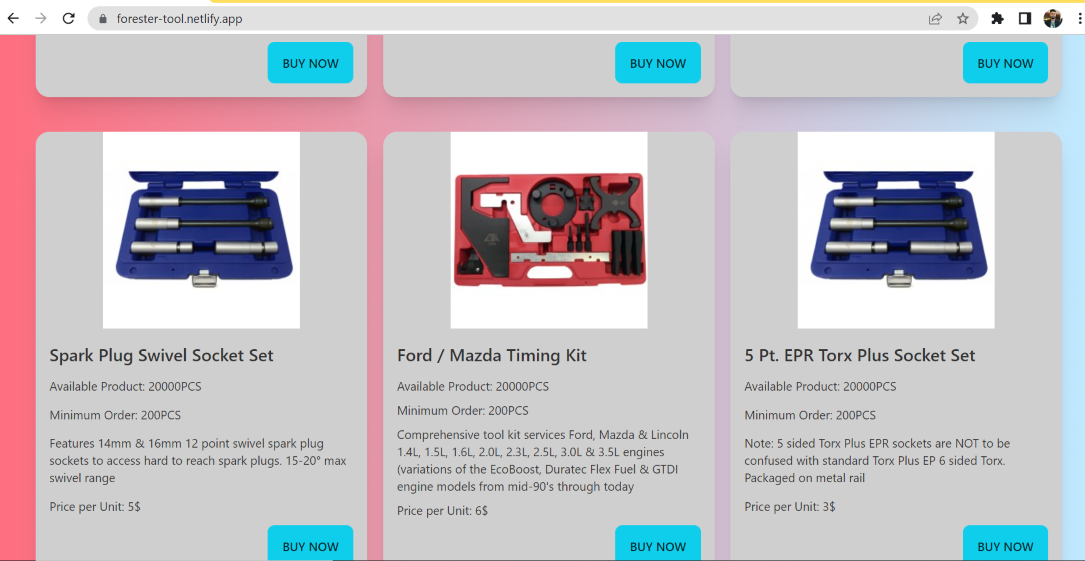 forester-tool.netlify.app
BUY NOW
BUY NOW
BUY NOW
Spark Plug Swivel Socket Set
Available Product: 20000PCS
Minimum Order: 200PCS
Features 14mm & 16mm 12 point swivel spark plug
sockets to access hard to reach spark plugs. 15-20° max
swivel range
Price per Unit: 5$
BUY NOW
Ford / Mazda Timing Kit
Available Product: 20000PCS
Minimum Order: 200PCS
Comprehensive tool kit services Ford, Mazda & Lincoln
1.4L, 1.5L, 1.6L, 2.0L, 2.3L, 2.5L, 3.0L & 3.5L engines
(variations of the EcoBoost, Duratec Flex Fuel & GTDI
engine models from mid-90's through today
Price per Unit: 6$
BUY NOW
5 Pt. EPR Torx Plus Socket Set
Available Product: 20000PCS
Minimum Order: 200PCS
Note: 5 sided Torx Plus EPR sockets are NOT to be
confused with standard Torx Plus EP 6 sided Torx.
Packaged on metal rail
Price per Unit: 3$
BUY NOW